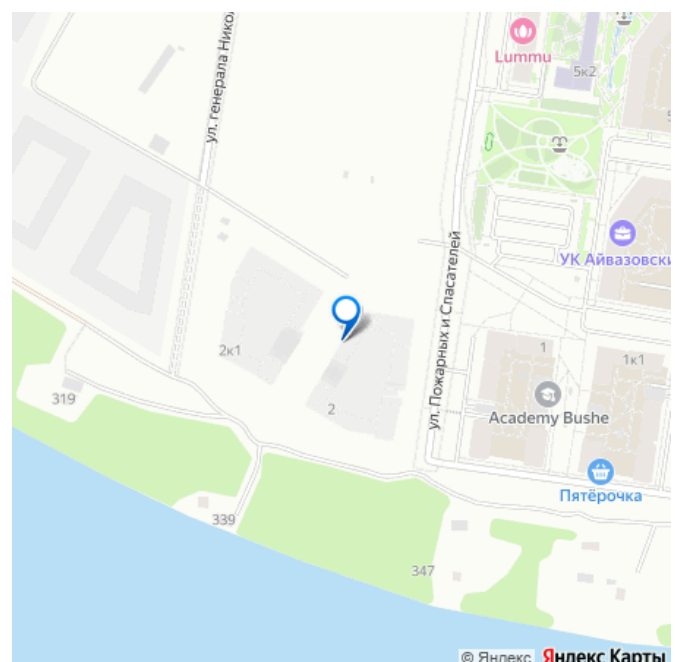 Lummu
5к2
ул. генерала Нико
УК Айвазовски
ул. Пожарных и Спасателей
2к1
1
1к1
319
2
Academy Bushe
Пятёрочка
339
347
© Яндекс Яндекс Карты